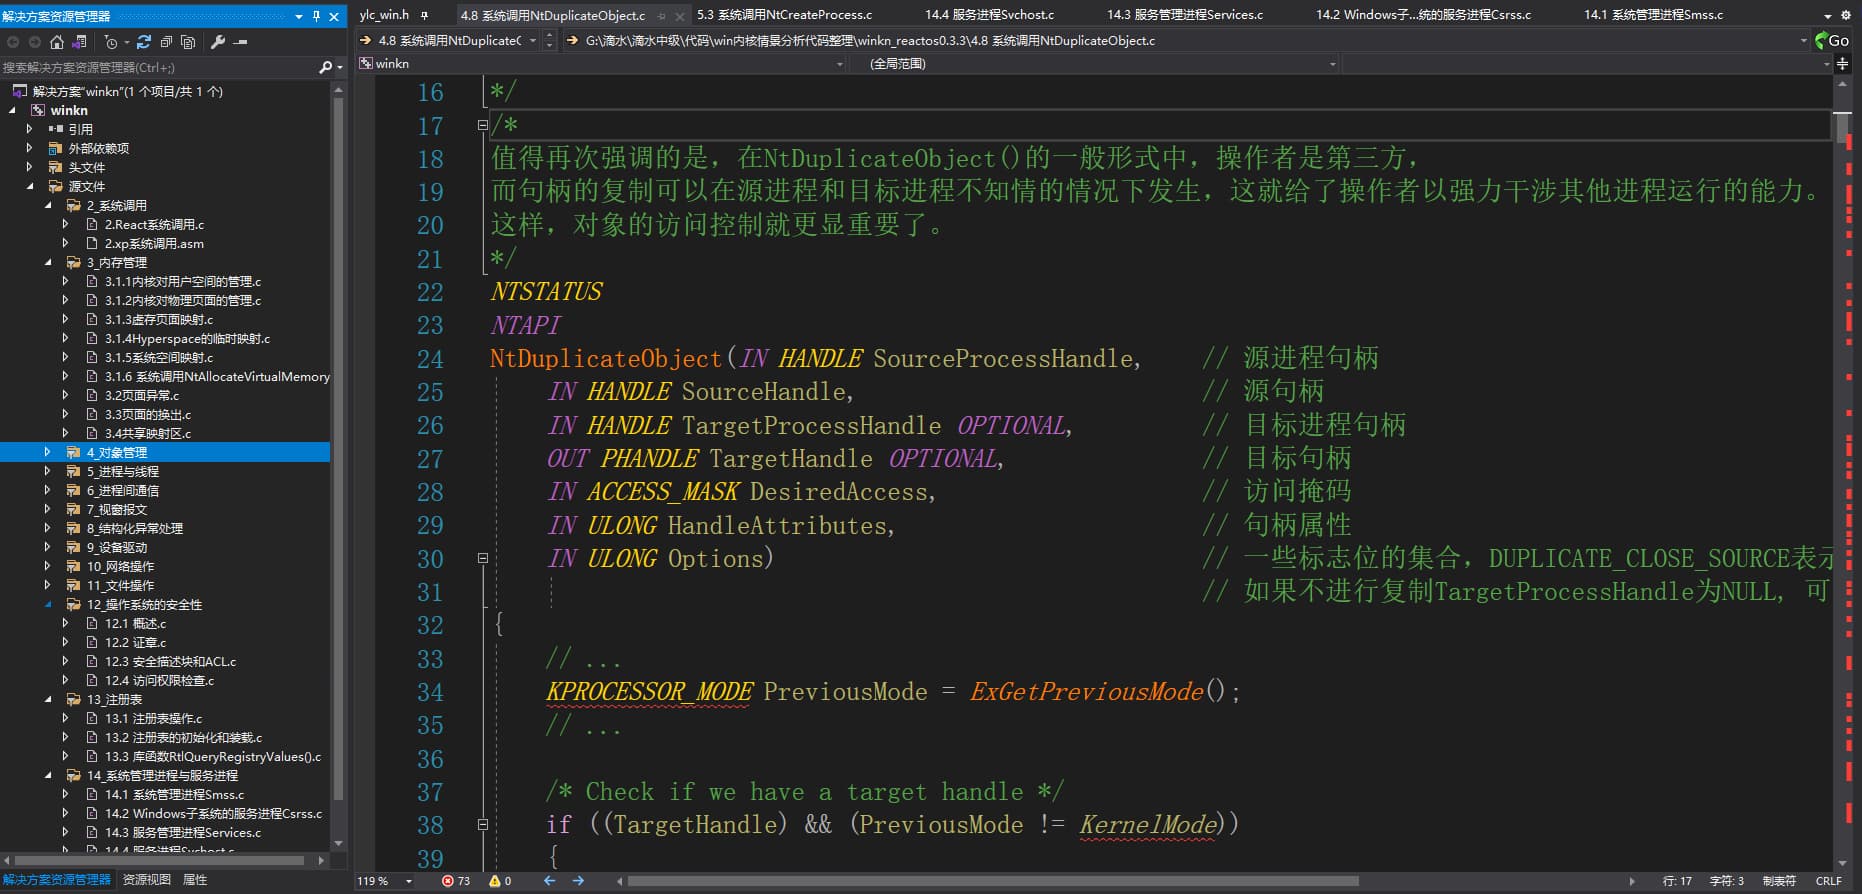 解决方案资源管理器
搜索解决方案资源管理器(Ctrl+;)
解决方案"winkn"(1 个项目/共 1 个)
winkn
引用
外部依赖项
头文件
源文件
2_系统调用
2.React系统调用.c
2.xp系统调用.asm
3_内存管理
3.1.1内核对用户空间的管理.c
3.1.2内核对物理页面的管理.c
3.1.3虚存页面映射.c
3.1.4Hyperspace的临时映射.c
3.1.5系统空间映射.c
3.1.6 系统调用NtAllocateVirtualMemory
3.2页面异常.c
3.3页面的换出.c
3.4共享映射区.c
4_对象管理
5_进程与线程
6_进程间通信
7_视窗报文
8_结构化异常处理
9_设备驱动
10_网络操作
11_文件操作
12_操作系统的安全性
12.1 概述.c
12.2 证章.c
12.3 安全描述块和ACL.c
12.4 访问权限检查.c
13_注册表
13.1 注册表操作.c
13.2 注册表的初始化和装载.c
13.3 库函数RtlQueryRegistryValues().c
14_系统管理进程与服务进程
14.1 系统管理进程Smss.c
14.2 Windows子系统的服务进程Csrss.c
14.3 服务管理进程Services.c
14.4 服务进程Svchost.c
解决方案资源管理器 资源视图 属性
ylc_win.h 4.8 系统调用NtDuplicateObject.c 5.3 系统调用NtCreateProcess.c 14.4 服务进程Svchost.c 14.3 服务管理进程Services.c 14.2 Windows子...統的服务进程Csrss.c 14.1 系统管理进程Smss.c
4.8 系统调用NtDuplicateC G:\滴水\滴水中级\代码\win内核情景分析代码整理\winkn_reactos0.3.3\4.8 系统调用NtDuplicateObject.c Go
winkn (全局范围)
16 */
17 /*
18 值得再次强调的是，在NtDuplicateObject()的一般形式中，操作者是第三方，
19 而句柄的复制可以在源进程和目标进程不知情的情况下发生，这就给了操作者以强力干涉其他进程运行的能力。
20 这样，对象的访问控制就更显重要了。
21 */
22 NTSTATUS
23 NTAPI
24 NtDuplicateObject(IN HANDLE SourceProcessHandle, // 源进程句柄
25 IN HANDLE SourceHandle, // 源句柄
26 IN HANDLE TargetProcessHandle OPTIONAL, // 目标进程句柄
27 OUT PHANDLE TargetHandle OPTIONAL, // 目标句柄
28 IN ACCESS_MASK DesiredAccess, // 访问掩码
29 IN ULONG HandleAttributes, // 句柄属性
30 IN ULONG Options) // 一些标志位的集合，DUPLICATE_CLOSE_SOURCE表示
31 // 如果不进行复制TargetProcessHandle为NULL, 可
32 {
33 // ...
34 KPROCESSOR_MODE PreviousMode = ExGetPreviousMode();
35 // ...
36
37 /* Check if we have a target handle */
38 if ((TargetHandle) && (PreviousMode != KernelMode))
39 {
119 % 73 0 行: 17 字符: 3 制表符 CRLF